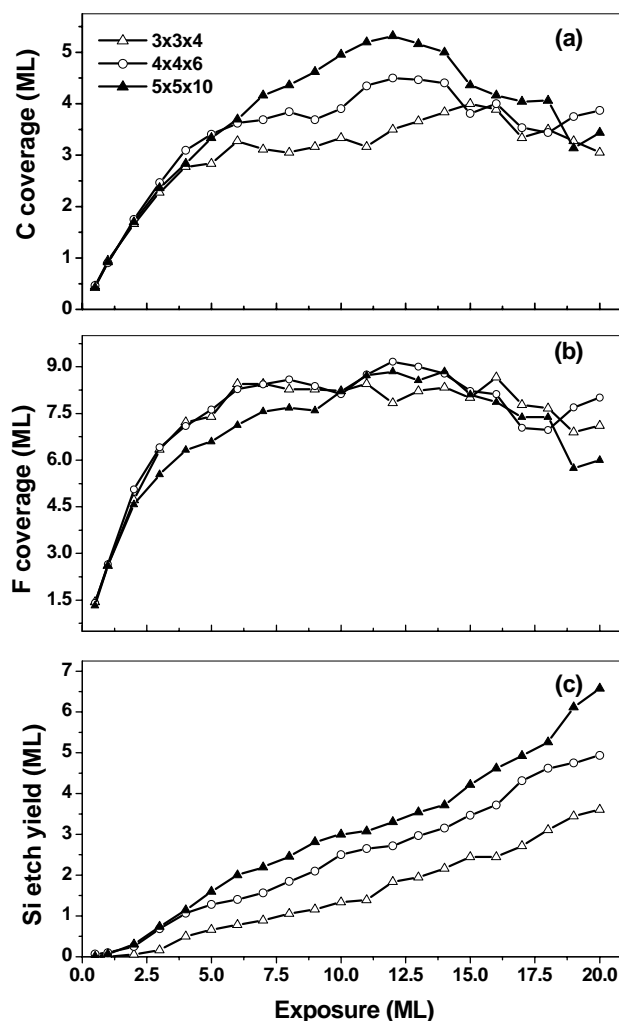 (a)
3x3x4
4x4x6
5x5x10
5
4
3
2
1
0
C coverage (ML)
(b)
9.0
7.5
6.0
4.5
3.0
1.5
F coverage (ML)
(c)
7
6
5
4
3
2
1
0
Si etch yield (ML)
0.0 2.5 5.0 7.5 10.0 12.5 15.0 17.5 20.0
Exposure (ML)